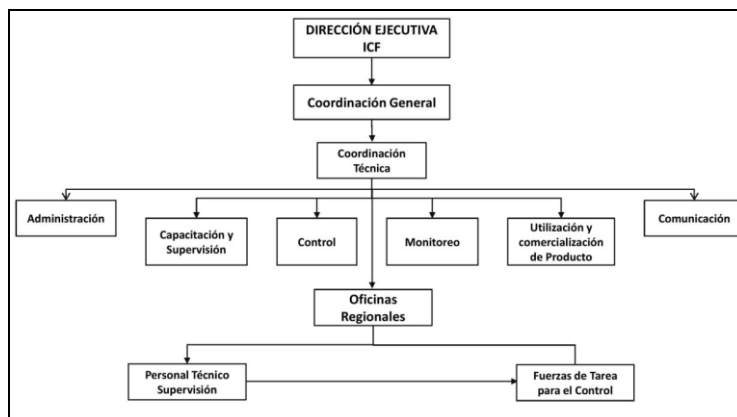 DIRECCIÓN EJECUTIVA
ICF
Coordinación General
Coordinación
Técnica
Administración
Capacitación y
Supervisión
Control
Monitoreo
Utilización y
comercialización
de Producto
Comunicación
Oficinas
Regionales
Personal Técnico
Supervisión
Fuerzas de Tarea
para el Control